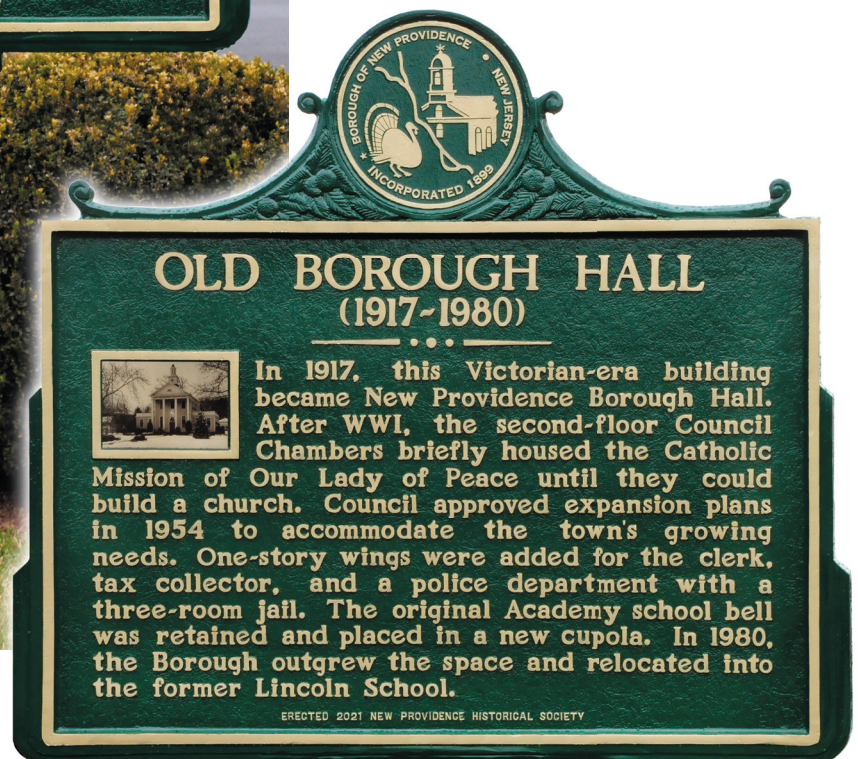 BOROUGH OF NEW PROVIDENCE • NEW JERSEY
★ INCORPORATED 1899
OLD BOROUGH HALL
(1917~1980)
In 1917, this Victorian-era building
became New Providence Borough Hall.
After WWI, the second-floor Council
Chambers briefly housed the Catholic
Mission of Our Lady of Peace until they could
build a church. Council approved expansion plans
in 1954 to accommodate the town's growing
needs. One-story wings were added for the clerk,
tax collector, and a police department with a
three-room jail. The original Academy school bell
was retained and placed in a new cupola. In 1980,
the Borough outgrew the space and relocated into
the former Lincoln School.
ERECTED 2021 NEW PROVIDENCE HISTORICAL SOCIETY